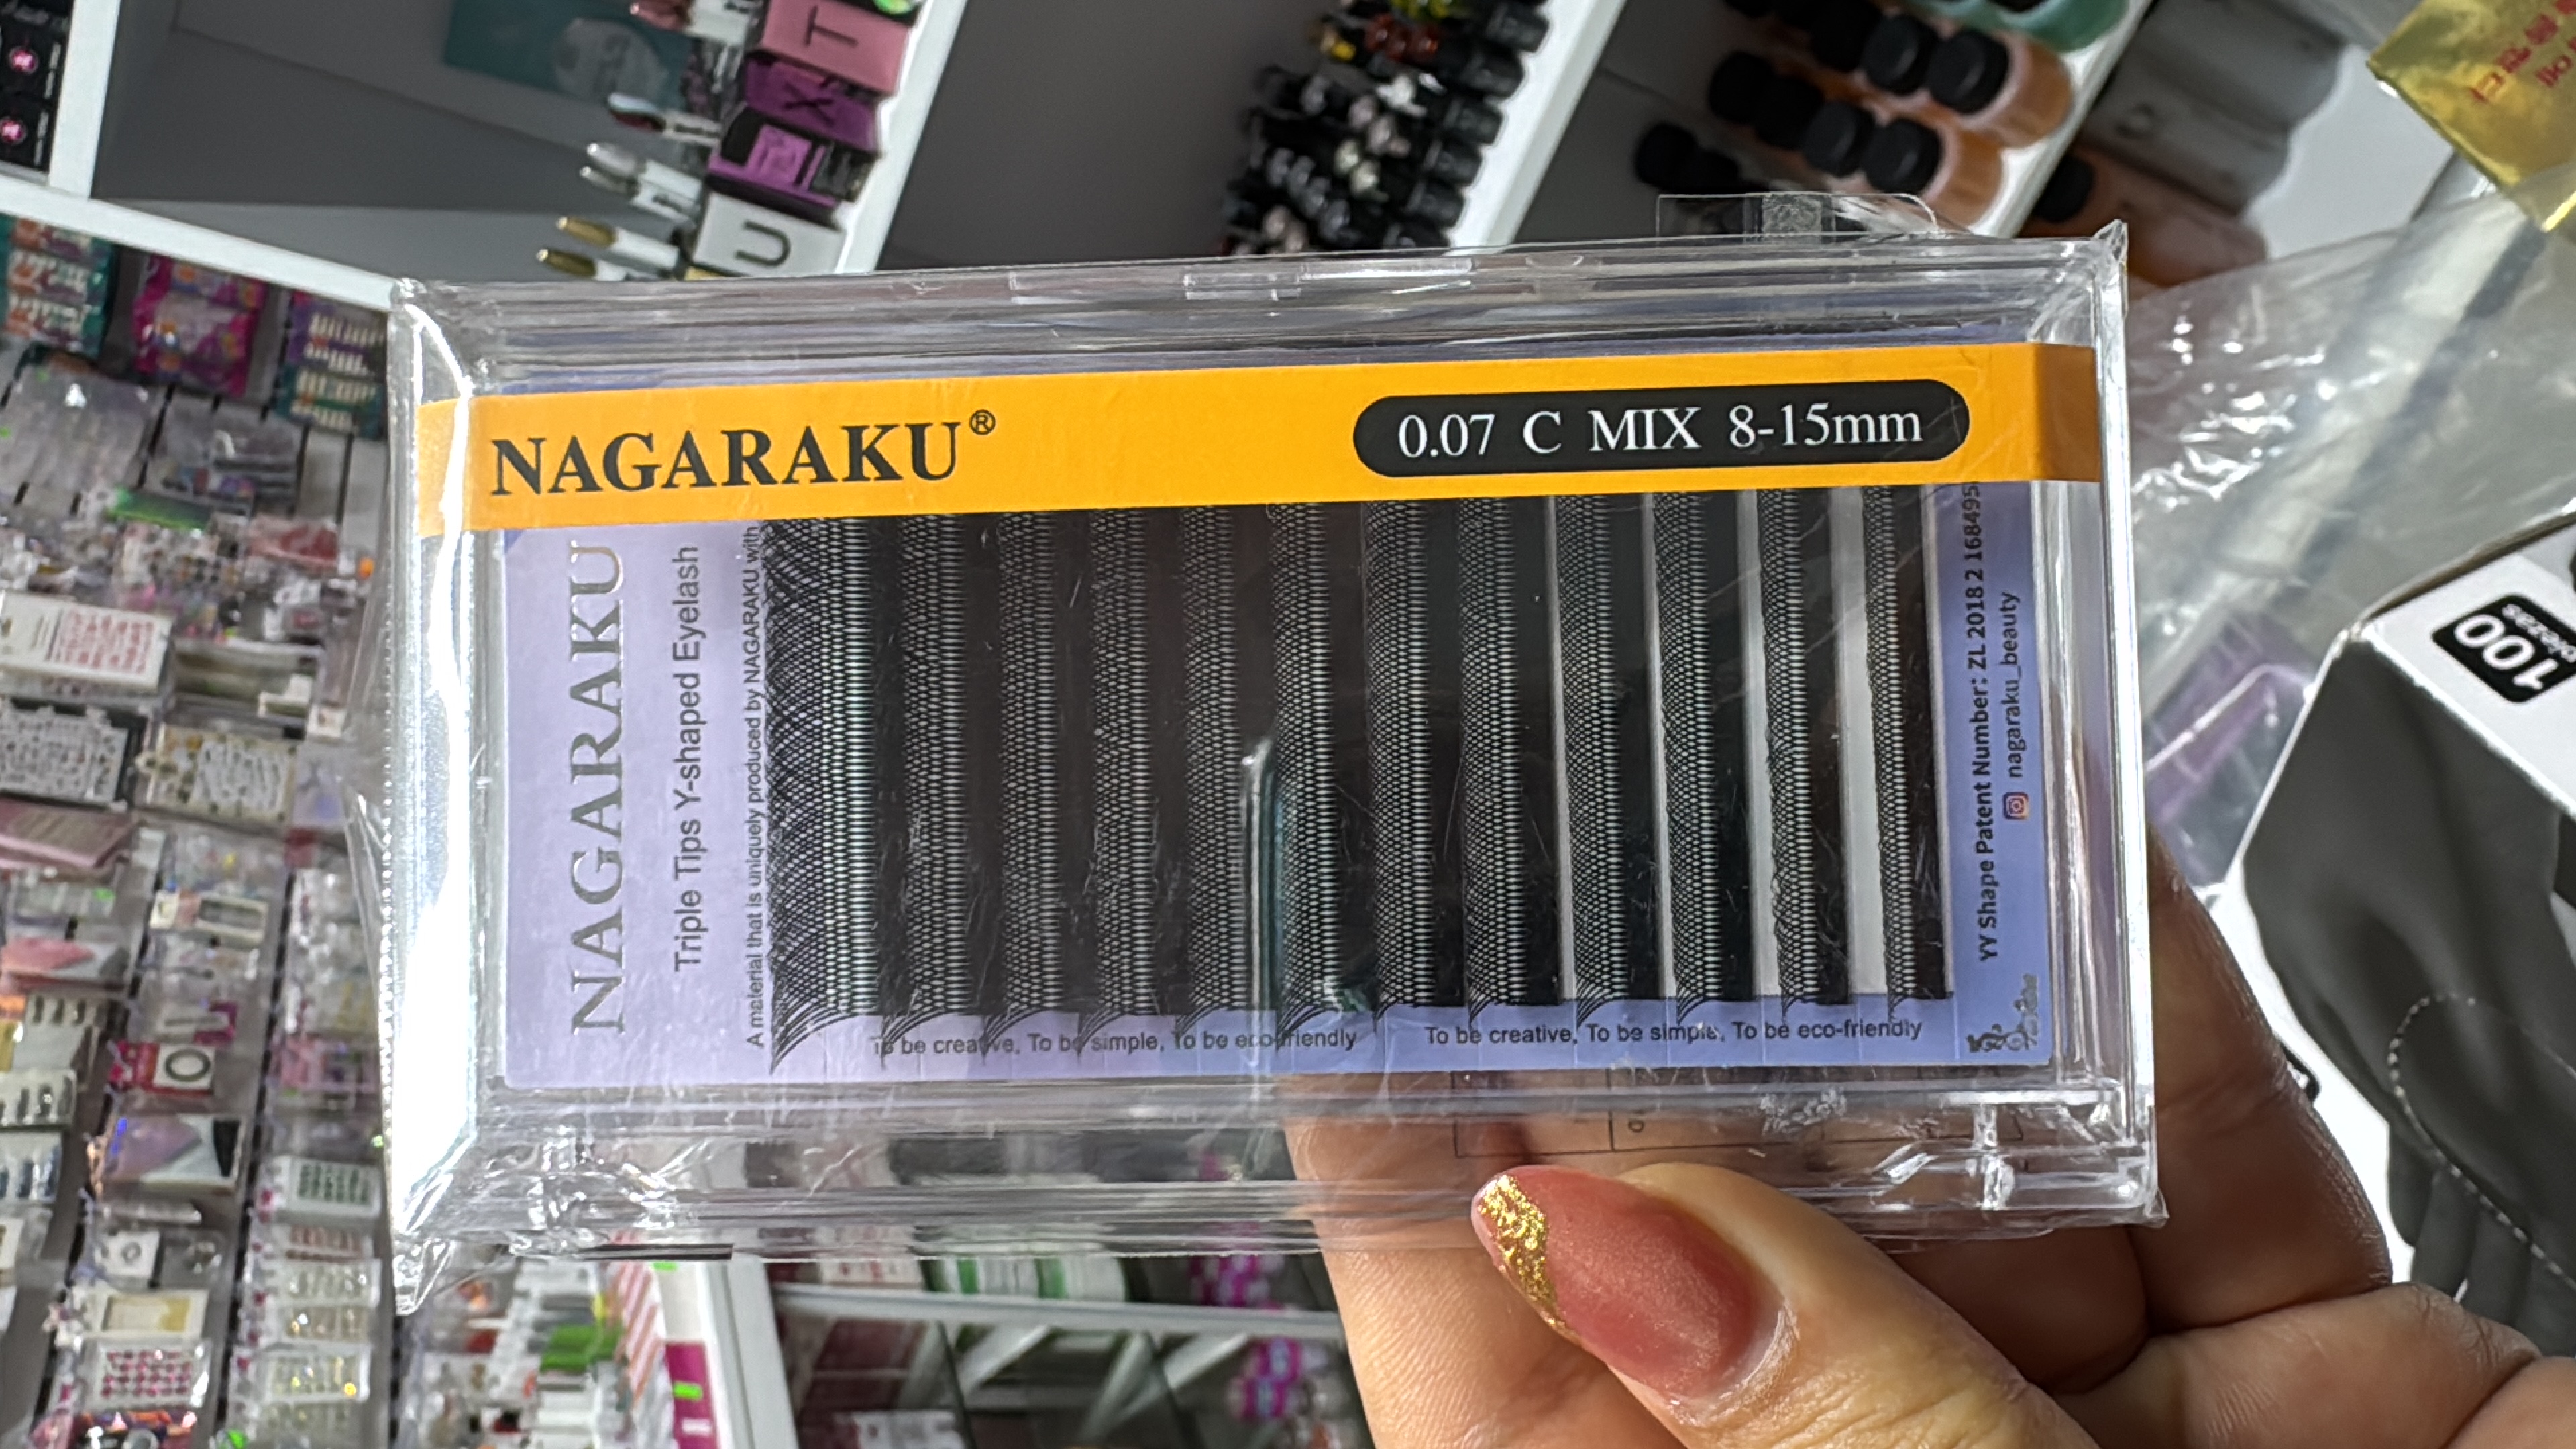 NAGARAKU®
0.07 C MIX 8-15mm
NAGARAKU
Triple Tips Y-shaped Eyelash
A material that is uniquely produced by NAGARAKU with
To be creative, To be simple, To be eco-friendly
To be creative, To be simple, To be eco-friendly
YY Shape Patent Number: ZL 2018 2 168495
nagaraku_beauty
100
pieces
T
X
U
O